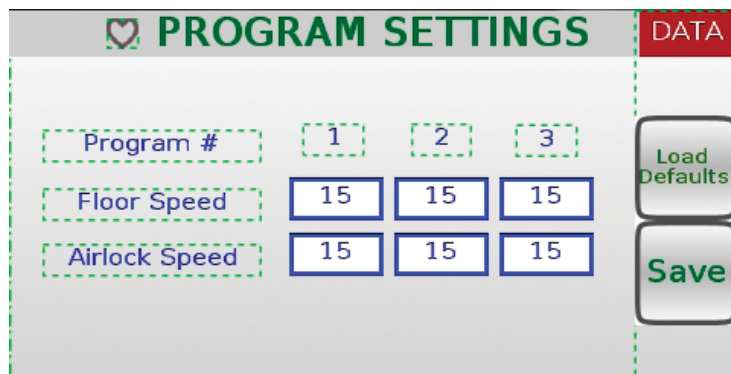 PROGRAM SETTINGS
DATA
Program # 1 2 3
Floor Speed 15 15 15
Airlock Speed 15 15 15
Load
Defaults
Save